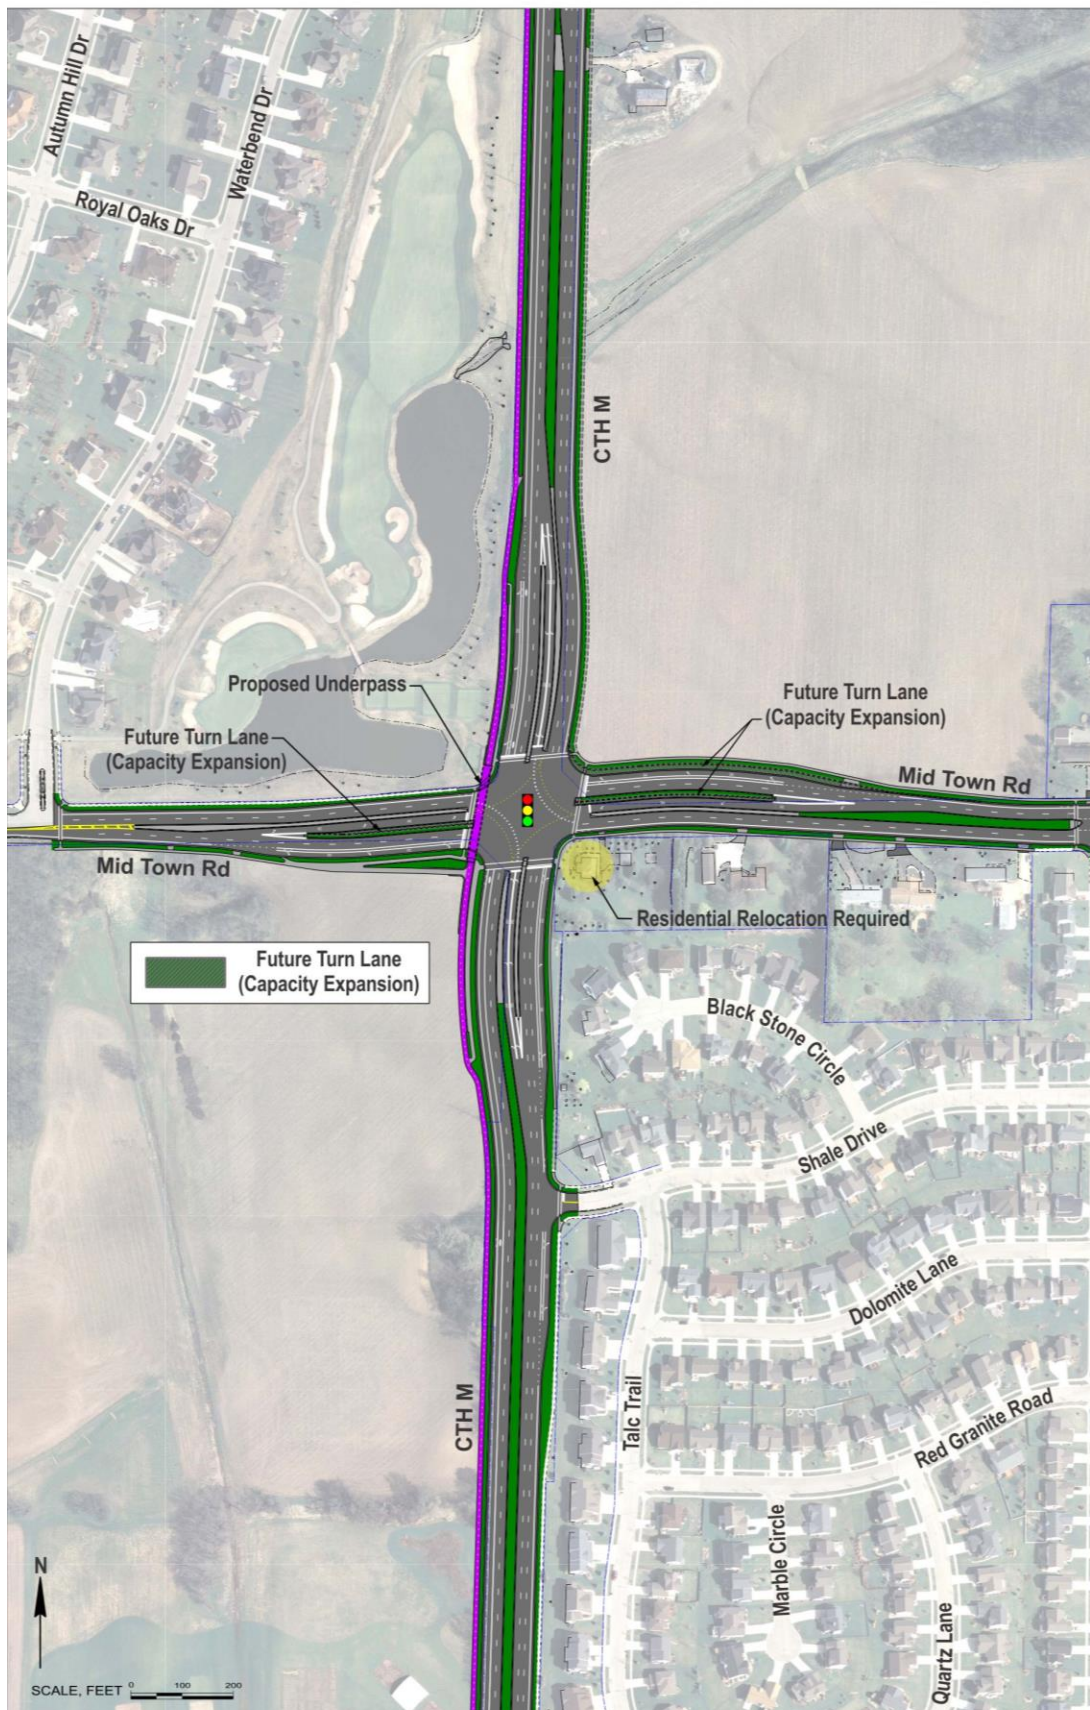 Autumn Hill Dr
Waterbend Dr
Royal Oaks Dr
CTH M
Proposed Underpass
Future Turn Lane
(Capacity Expansion)
Future Turn Lane
(Capacity Expansion)
Mid Town Rd
Mid Town Rd
Residential Relocation Required
Future Turn Lane
(Capacity Expansion)
Black Stone Circle
Shale Drive
Dolomite Lane
CTH M
Talc Trail
Red Granite Road
Marble Circle
Quartz Lane
N
SCALE, FEET
0 100 200